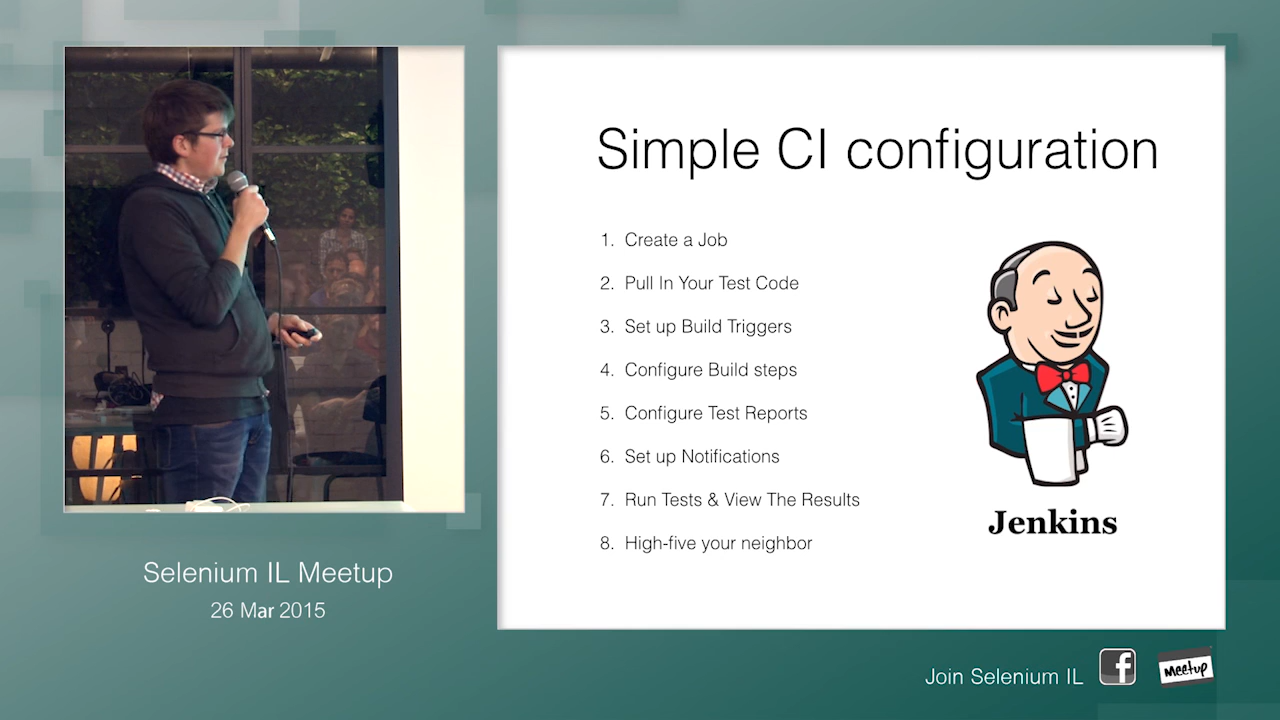 Simple CI configuration
1. Create a Job
2. Pull In Your Test Code
3. Set up Build Triggers
4. Configure Build steps
5. Configure Test Reports
6. Set up Notifications
7. Run Tests & View The Results
8. High-five your neighbor
Jenkins
Selenium IL Meetup
26 Mar 2015
Join Selenium IL
f
meetup